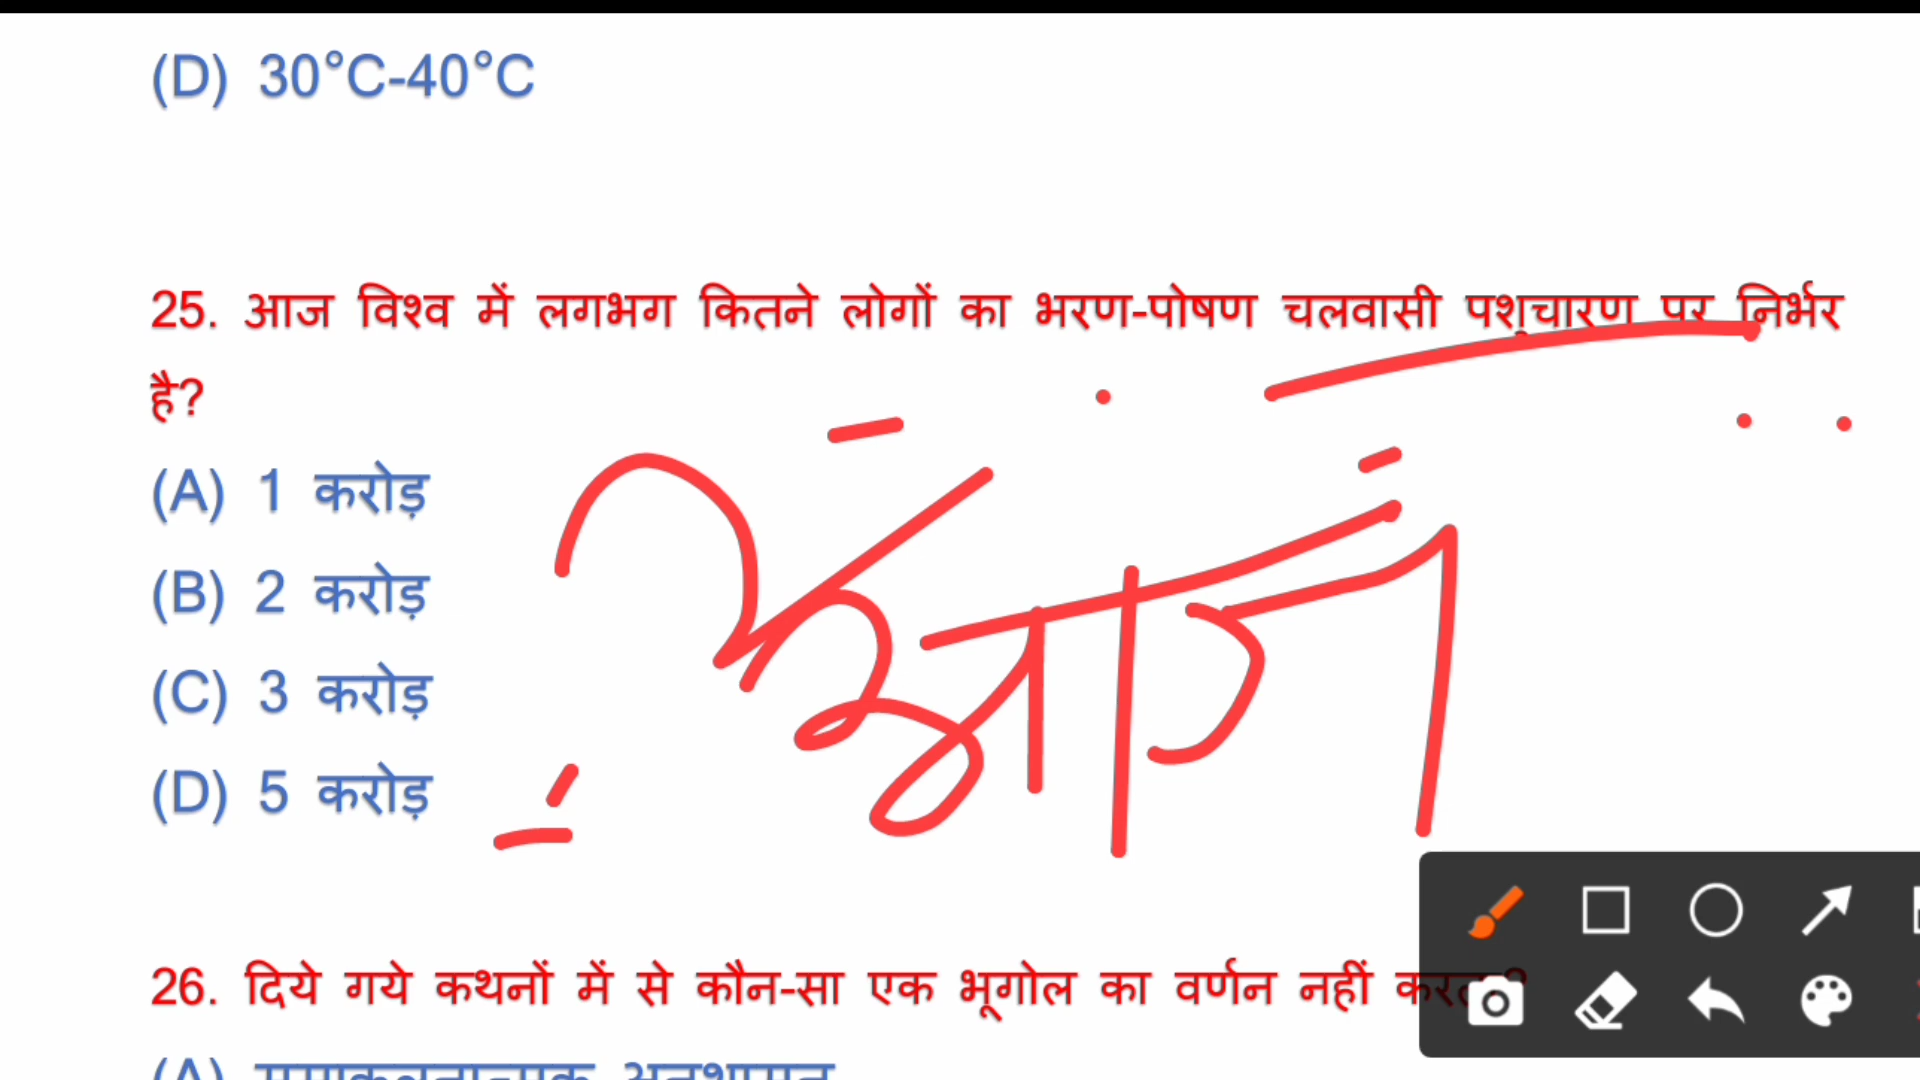 (D) 30°C-40°C
25. आज विश्व में लगभग कितने लोगों का भरण-पोषण चलवासी पशुचारण पर निर्भर
है?
(A) 1 करोड़
(B) 2 करोड़
(C) 3 करोड़
(D) 5 करोड़
26. दिये गये कथनों में से कौन-सा एक भूगोल का वर्णन नहीं
(A)